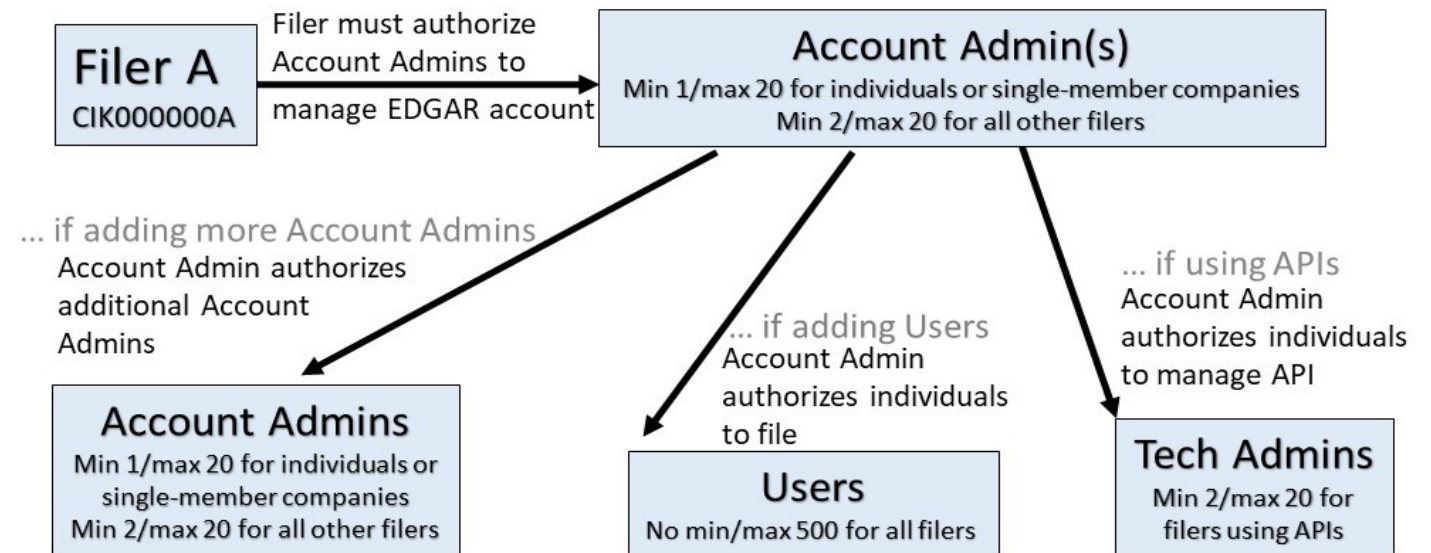 Filer A
CIK000000A
Filer must authorize
Account Admins to
manage EDGAR account
Account Admin(s)
Min 1/max 20 for individuals or single-member companies
Min 2/max 20 for all other filers
... if adding more Account Admins
Account Admin authorizes
additional Account
Admins
... if adding Users
Account Admin
authorizes individuals
to file
... if using APIs
Account Admin
authorizes individuals
to manage API
Account Admins
Min 1/max 20 for individuals or
single-member companies
Min 2/max 20 for all other filers
Users
No min/max 500 for all filers
Tech Admins
Min 2/max 20 for
filers using APIs